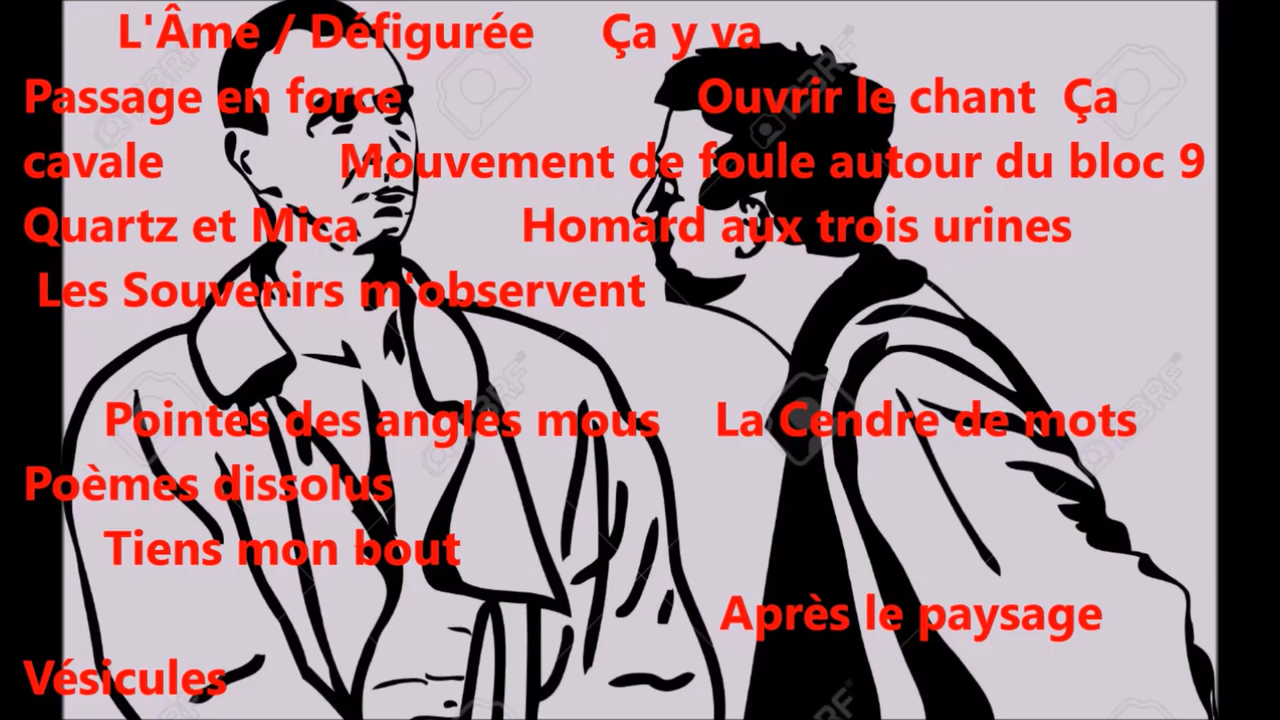 L'Âme / Défigurée Ça y va
Passage en force Ouvrir le chant Ça
cavale Mouvement de foule autour du bloc 9
Quartz et Mica Homard aux trois urines
Les Souvenirs m'observent
Pointes des angles mous La Cendre de mots
Poèmes dissolus
Tiens mon bout
Après le paysage
Vésicules